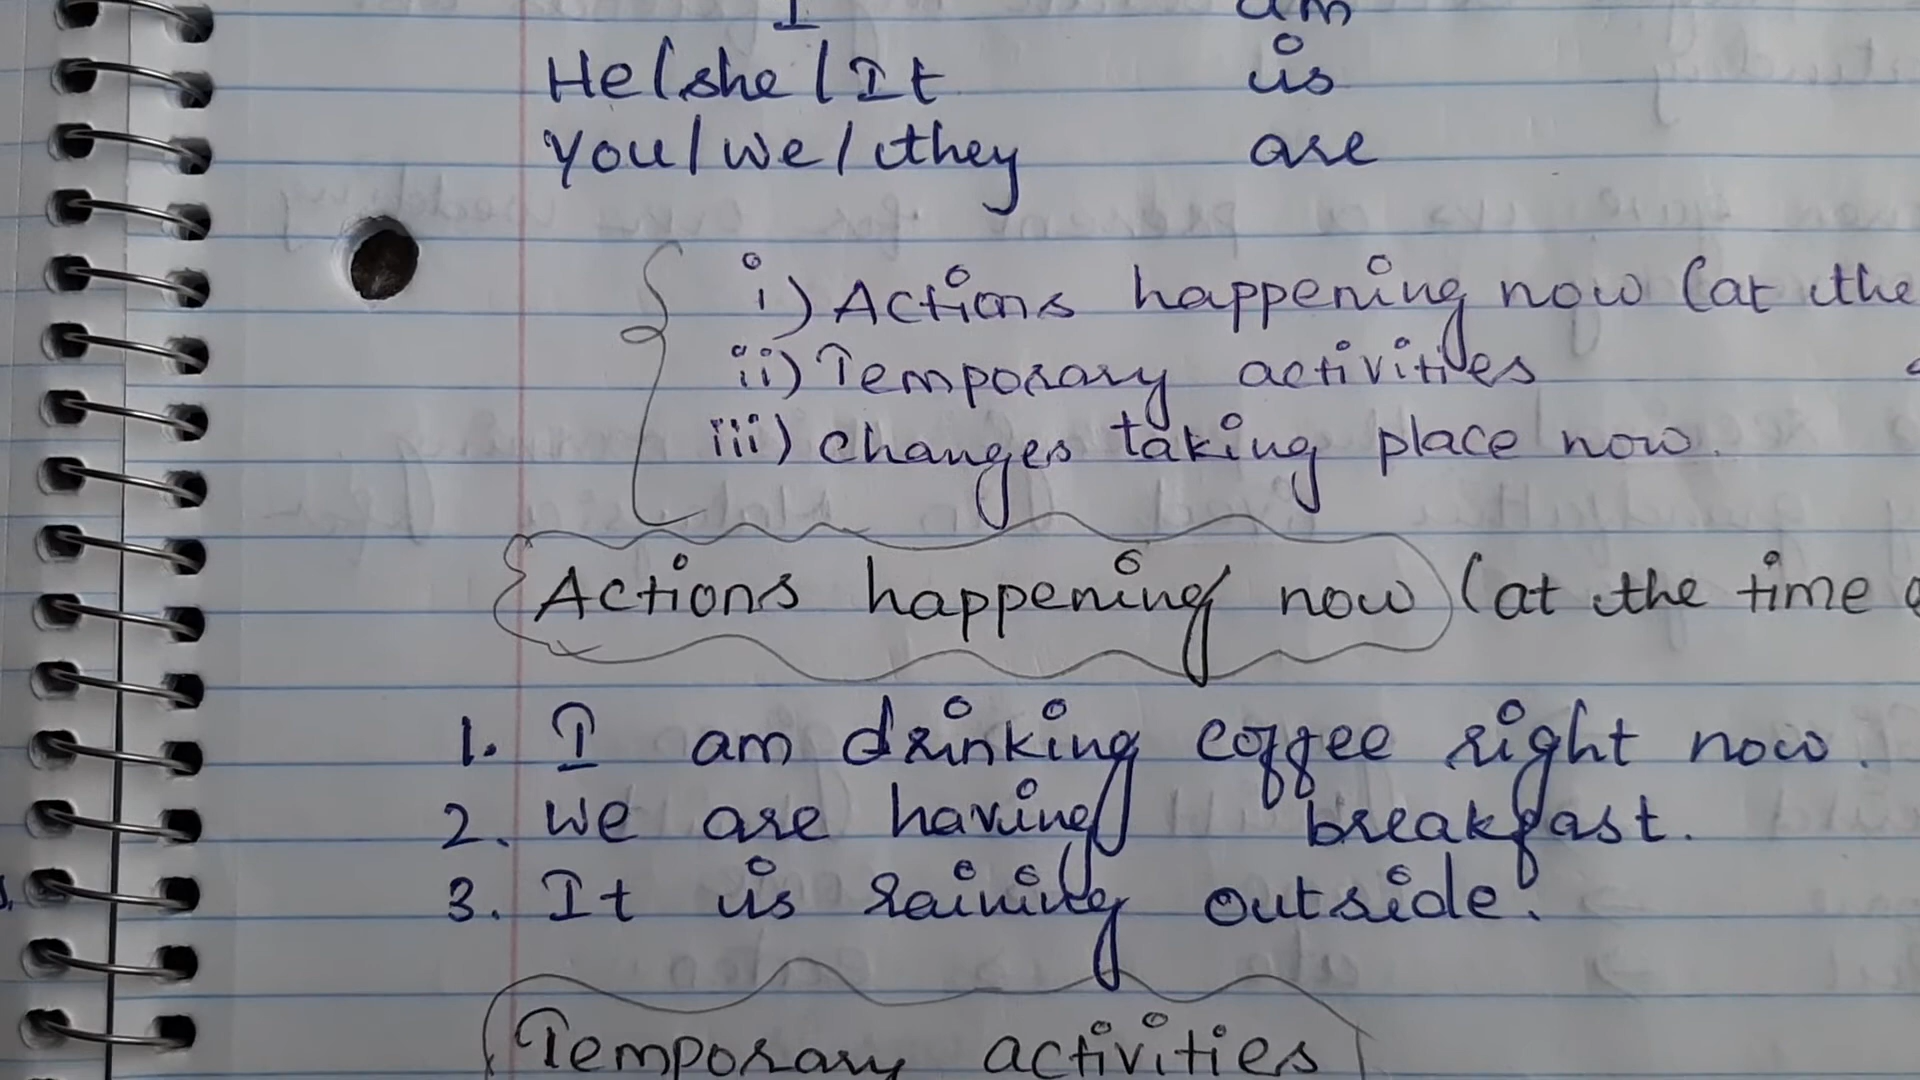 I am
He/she/It is
You/we/they are
i) Actions happening now (at the
ii) Temporary activities
iii) changes taking place now.
Actions happening now (at the time
1. I am drinking coffee right now.
2. we are having breakfast.
3. It is raining outside.
Temporary activities